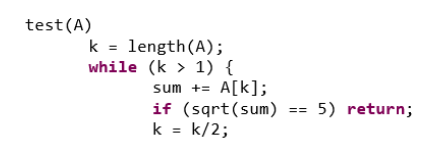 test(A)
k = length(A);
while (k > 1) {
sum += A[k];
if (sqrt(sum) == 5) return;
k = k/2;